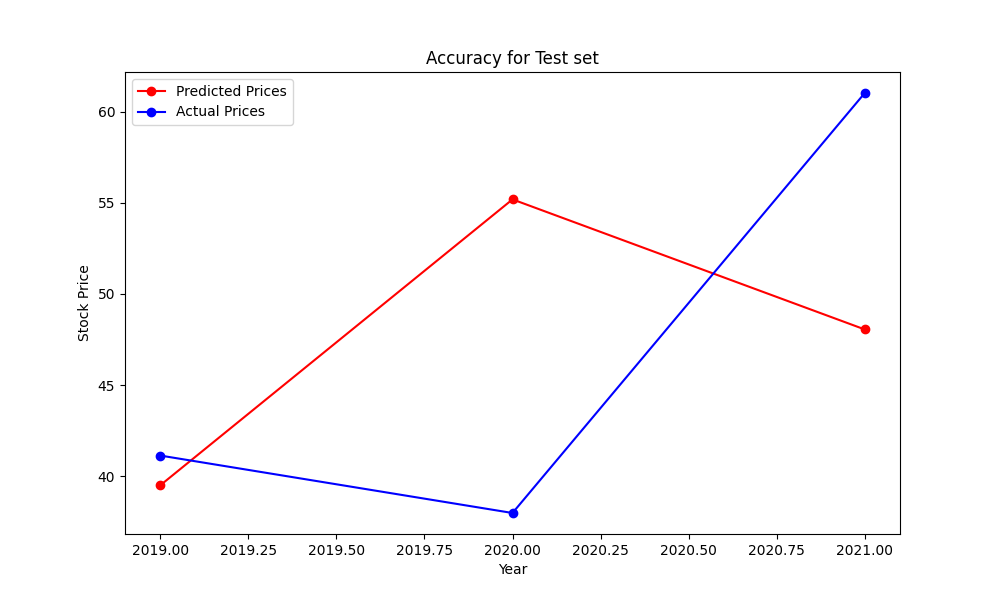 Accuracy for Test set
Predicted Prices
Actual Prices
60
55
50
45
40
Stock Price
2019.00 2019.25 2019.50 2019.75 2020.00 2020.25 2020.50 2020.75 2021.00
Year